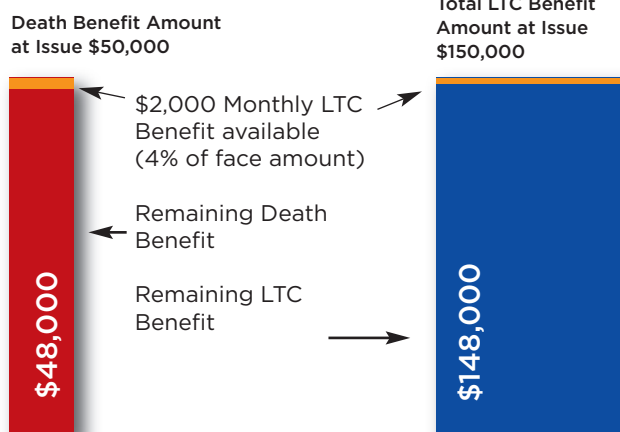 Death Benefit Amount
at Issue $50,000
Total LTC Benefit
Amount at Issue
$150,000
$2,000 Monthly LTC
Benefit available
(4% of face amount)
Remaining Death
Benefit
Remaining LTC
Benefit
$48,000
$148,000